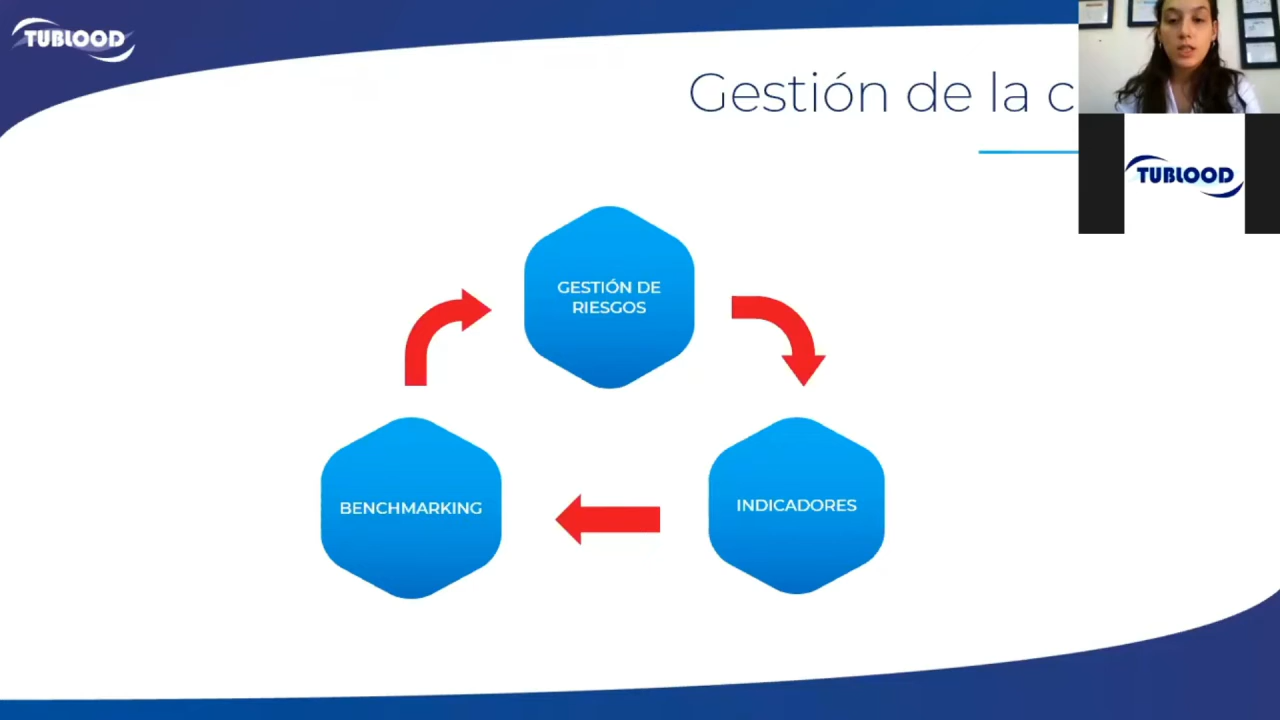 TUBLOOD
Gestión de la c
TUBLOOD
GESTIÓN DE
RIESGOS
BENCHMARKING
INDICADORES